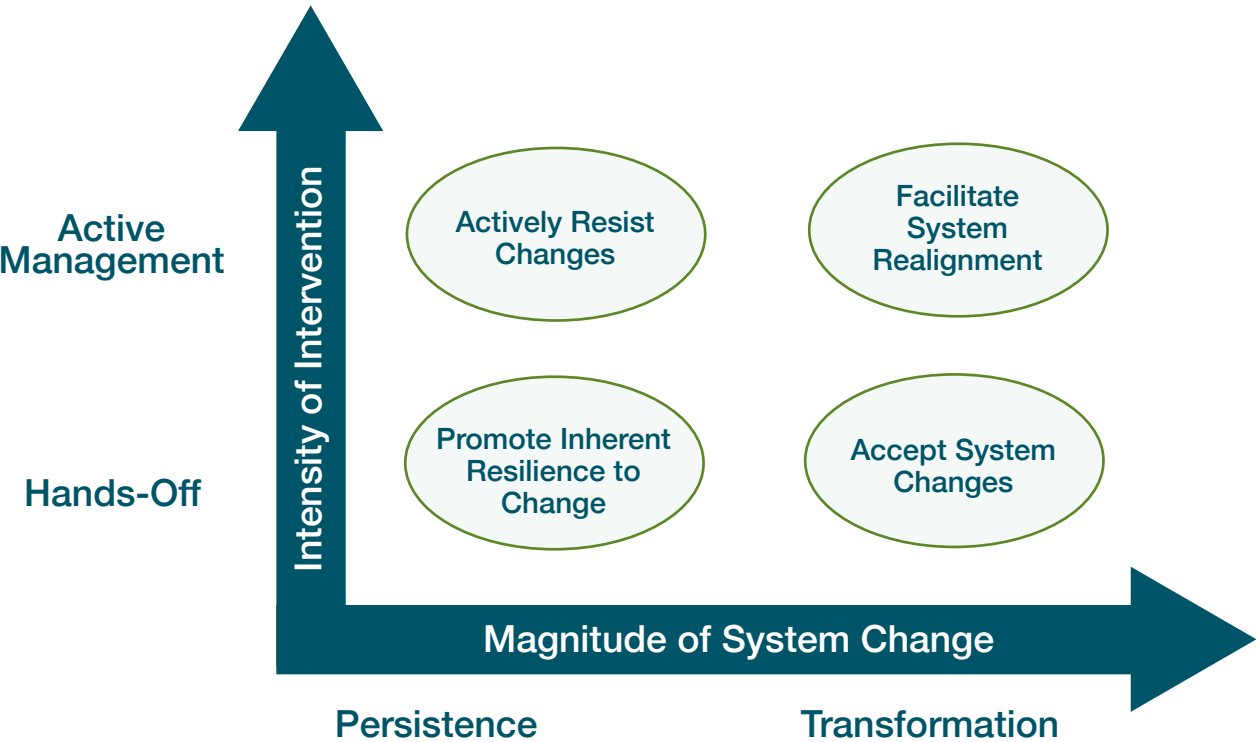 Active
Management
Hands-Off
Intensity of Intervention
Actively Resist
Changes
Facilitate
System
Realignment
Promote Inherent
Resilience to
Change
Accept System
Changes
Magnitude of System Change
Persistence
Transformation